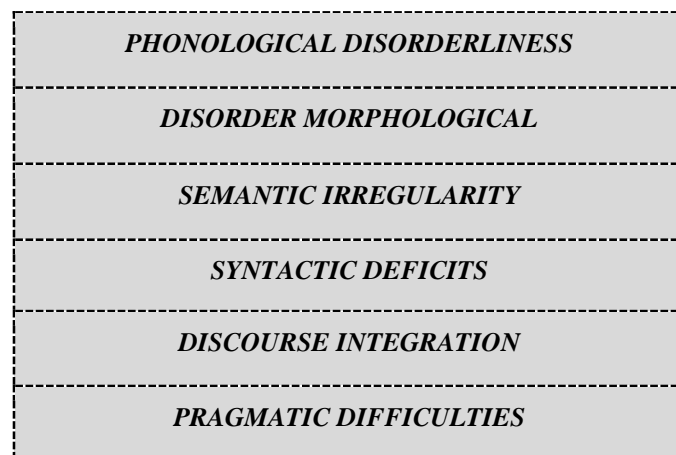 PHONOLOGICAL DISORDERLINESS
DISORDER MORPHOLOGICAL
SEMANTIC IRREGULARITY
SYNTACTIC DEFICITS
DISCOURSE INTEGRATION
PRAGMATIC DIFFICULTIES